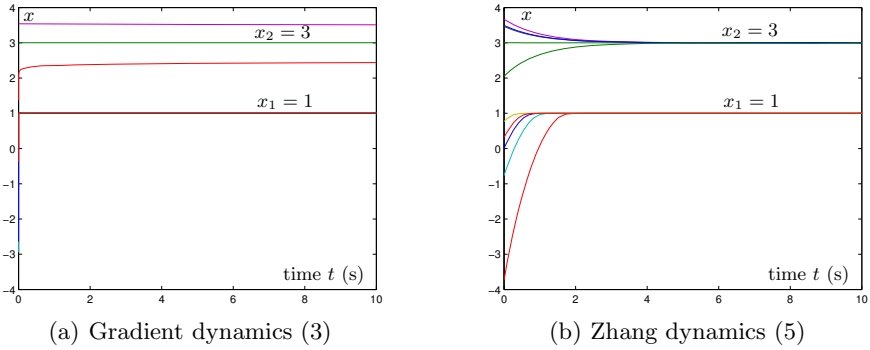 4
3
2
1
0
−1
−2
−3
−4
x
x₂ = 3
x₁ = 1
time t (s)
0 2 4 6 8 10
(a) Gradient dynamics (3)
4
3
2
1
0
−1
−2
−3
−4
x
x₂ = 3
x₁ = 1
time t (s)
0 2 4 6 8 10
(b) Zhang dynamics (5)